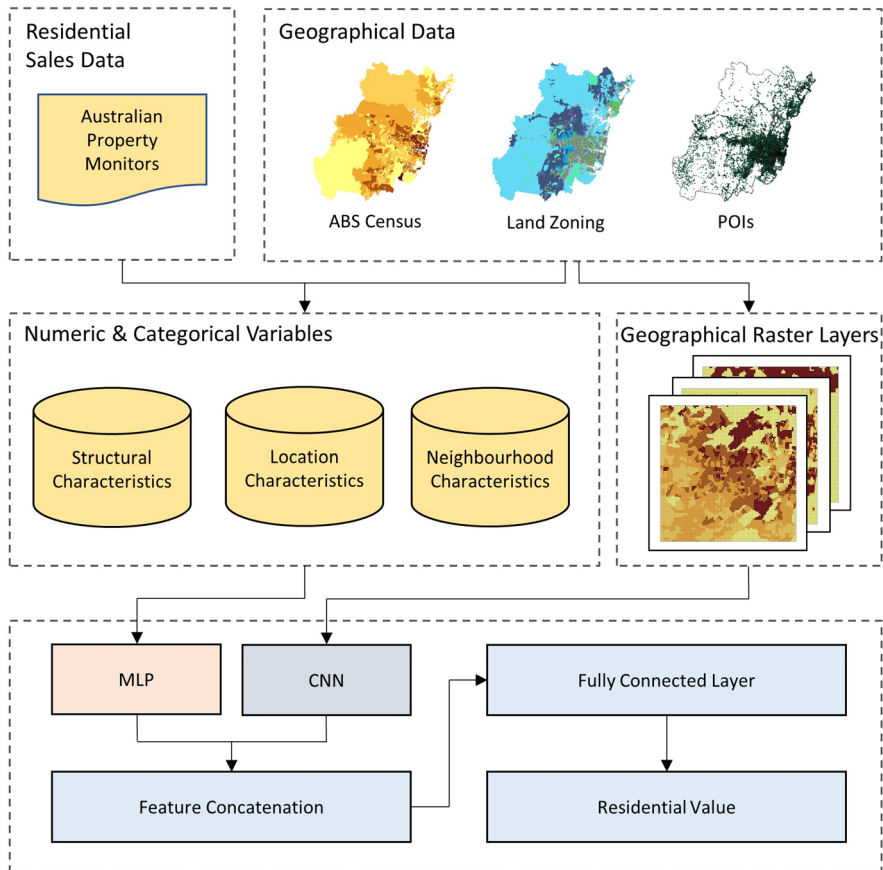 Residential
Sales Data
Australian
Property
Monitors
Geographical Data
ABS Census
Land Zoning
POIs
Numeric & Categorical Variables
Structural
Characteristics
Location
Characteristics
Neighbourhood
Characteristics
Geographical Raster Layers
MLP
CNN
Fully Connected Layer
Feature Concatenation
Residential Value